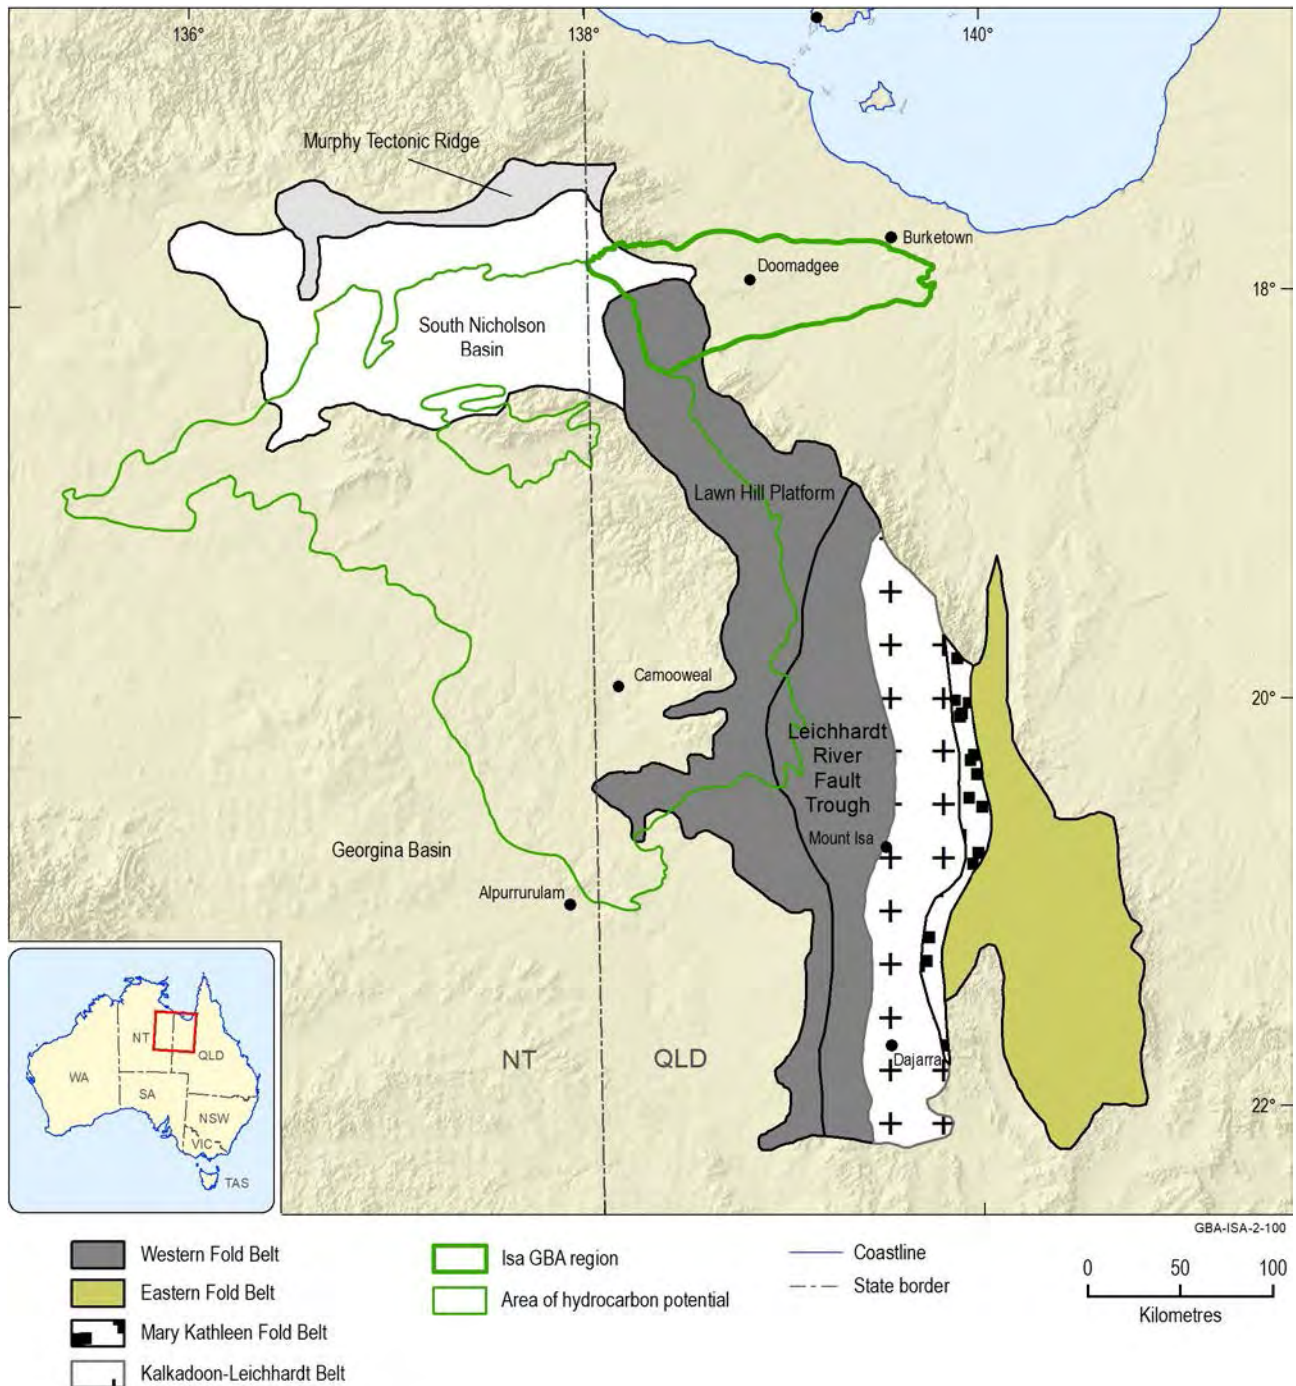 136°
138°
140°
Murphy Tectonic Ridge
Burketown
Doomadgee
18°
South Nicholson
Basin
Lawn Hill Platform
Camooweal
20°
Leichhardt
River
Fault
Trough
Mount Isa
Georgina Basin
Alpurrurulam
NT
QLD
Dajarra
22°
NT
QLD
WA
SA
NSW
VIC
TAS
GBA-ISA-2-100
Western Fold Belt
Eastern Fold Belt
Mary Kathleen Fold Belt
Kalkadoon-Leichhardt Belt
Isa GBA region
Area of hydrocarbon potential
Coastline
State border
0 50 100
Kilometres